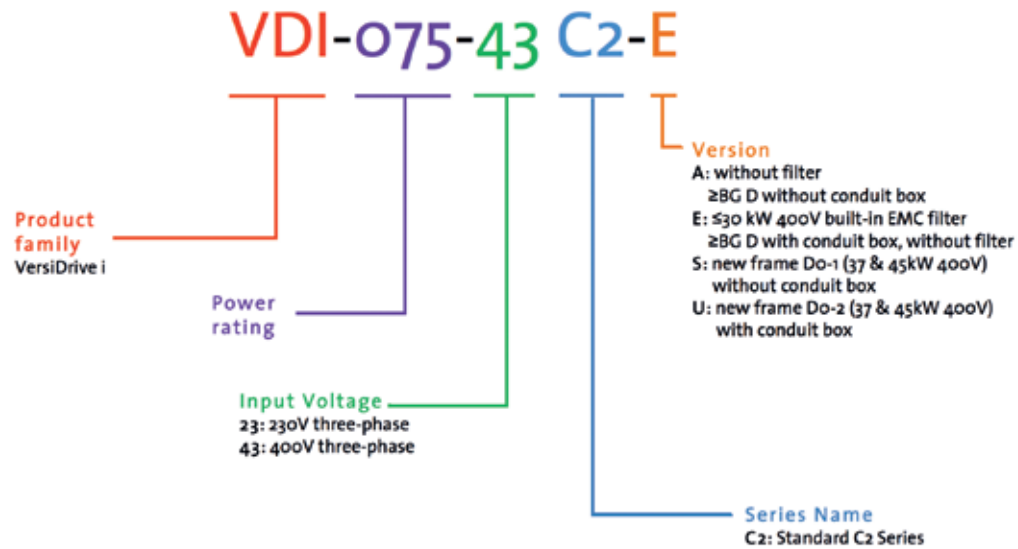 VDI-075-43 C2-E
Version
A: without filter
≥BG D without conduit box
E: ≤30 kW 400V built-in EMC filter
≥BG D with conduit box, without filter
S: new frame D0-1 (37 & 45kW 400V)
without conduit box
U: new frame D0-2 (37 & 45kW 400V)
with conduit box
Product
family
VersiDrive i
Power
rating
Input Voltage
23: 230V three-phase
43: 400V three-phase
Series Name
C2: Standard C2 Series